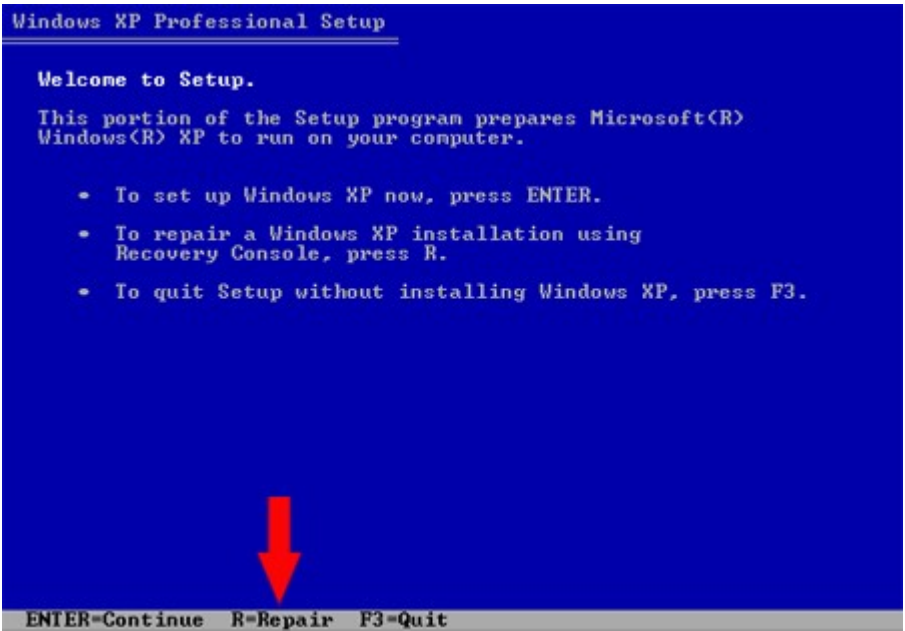 Windows XP Professional Setup
Welcome to Setup.
This portion of the Setup program prepares Microsoft(R)
Windows(R) XP to run on your computer.
• To set up Windows XP now, press ENTER.
• To repair a Windows XP installation using
Recovery Console, press R.
• To quit Setup without installing Windows XP, press F3.
ENTER=Continue R=Repair F3=Quit